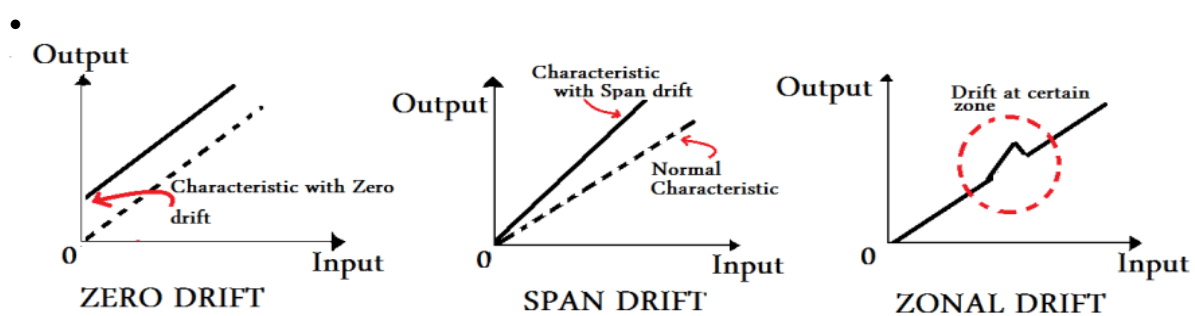 •
Output
Characteristic with Zero
drift
0
Input
ZERO DRIFT
Characteristic
with Span drift
Output
Normal
Characteristic
0
Input
SPAN DRIFT
Output
Drift at certain
zone
0
Input
ZONAL DRIFT